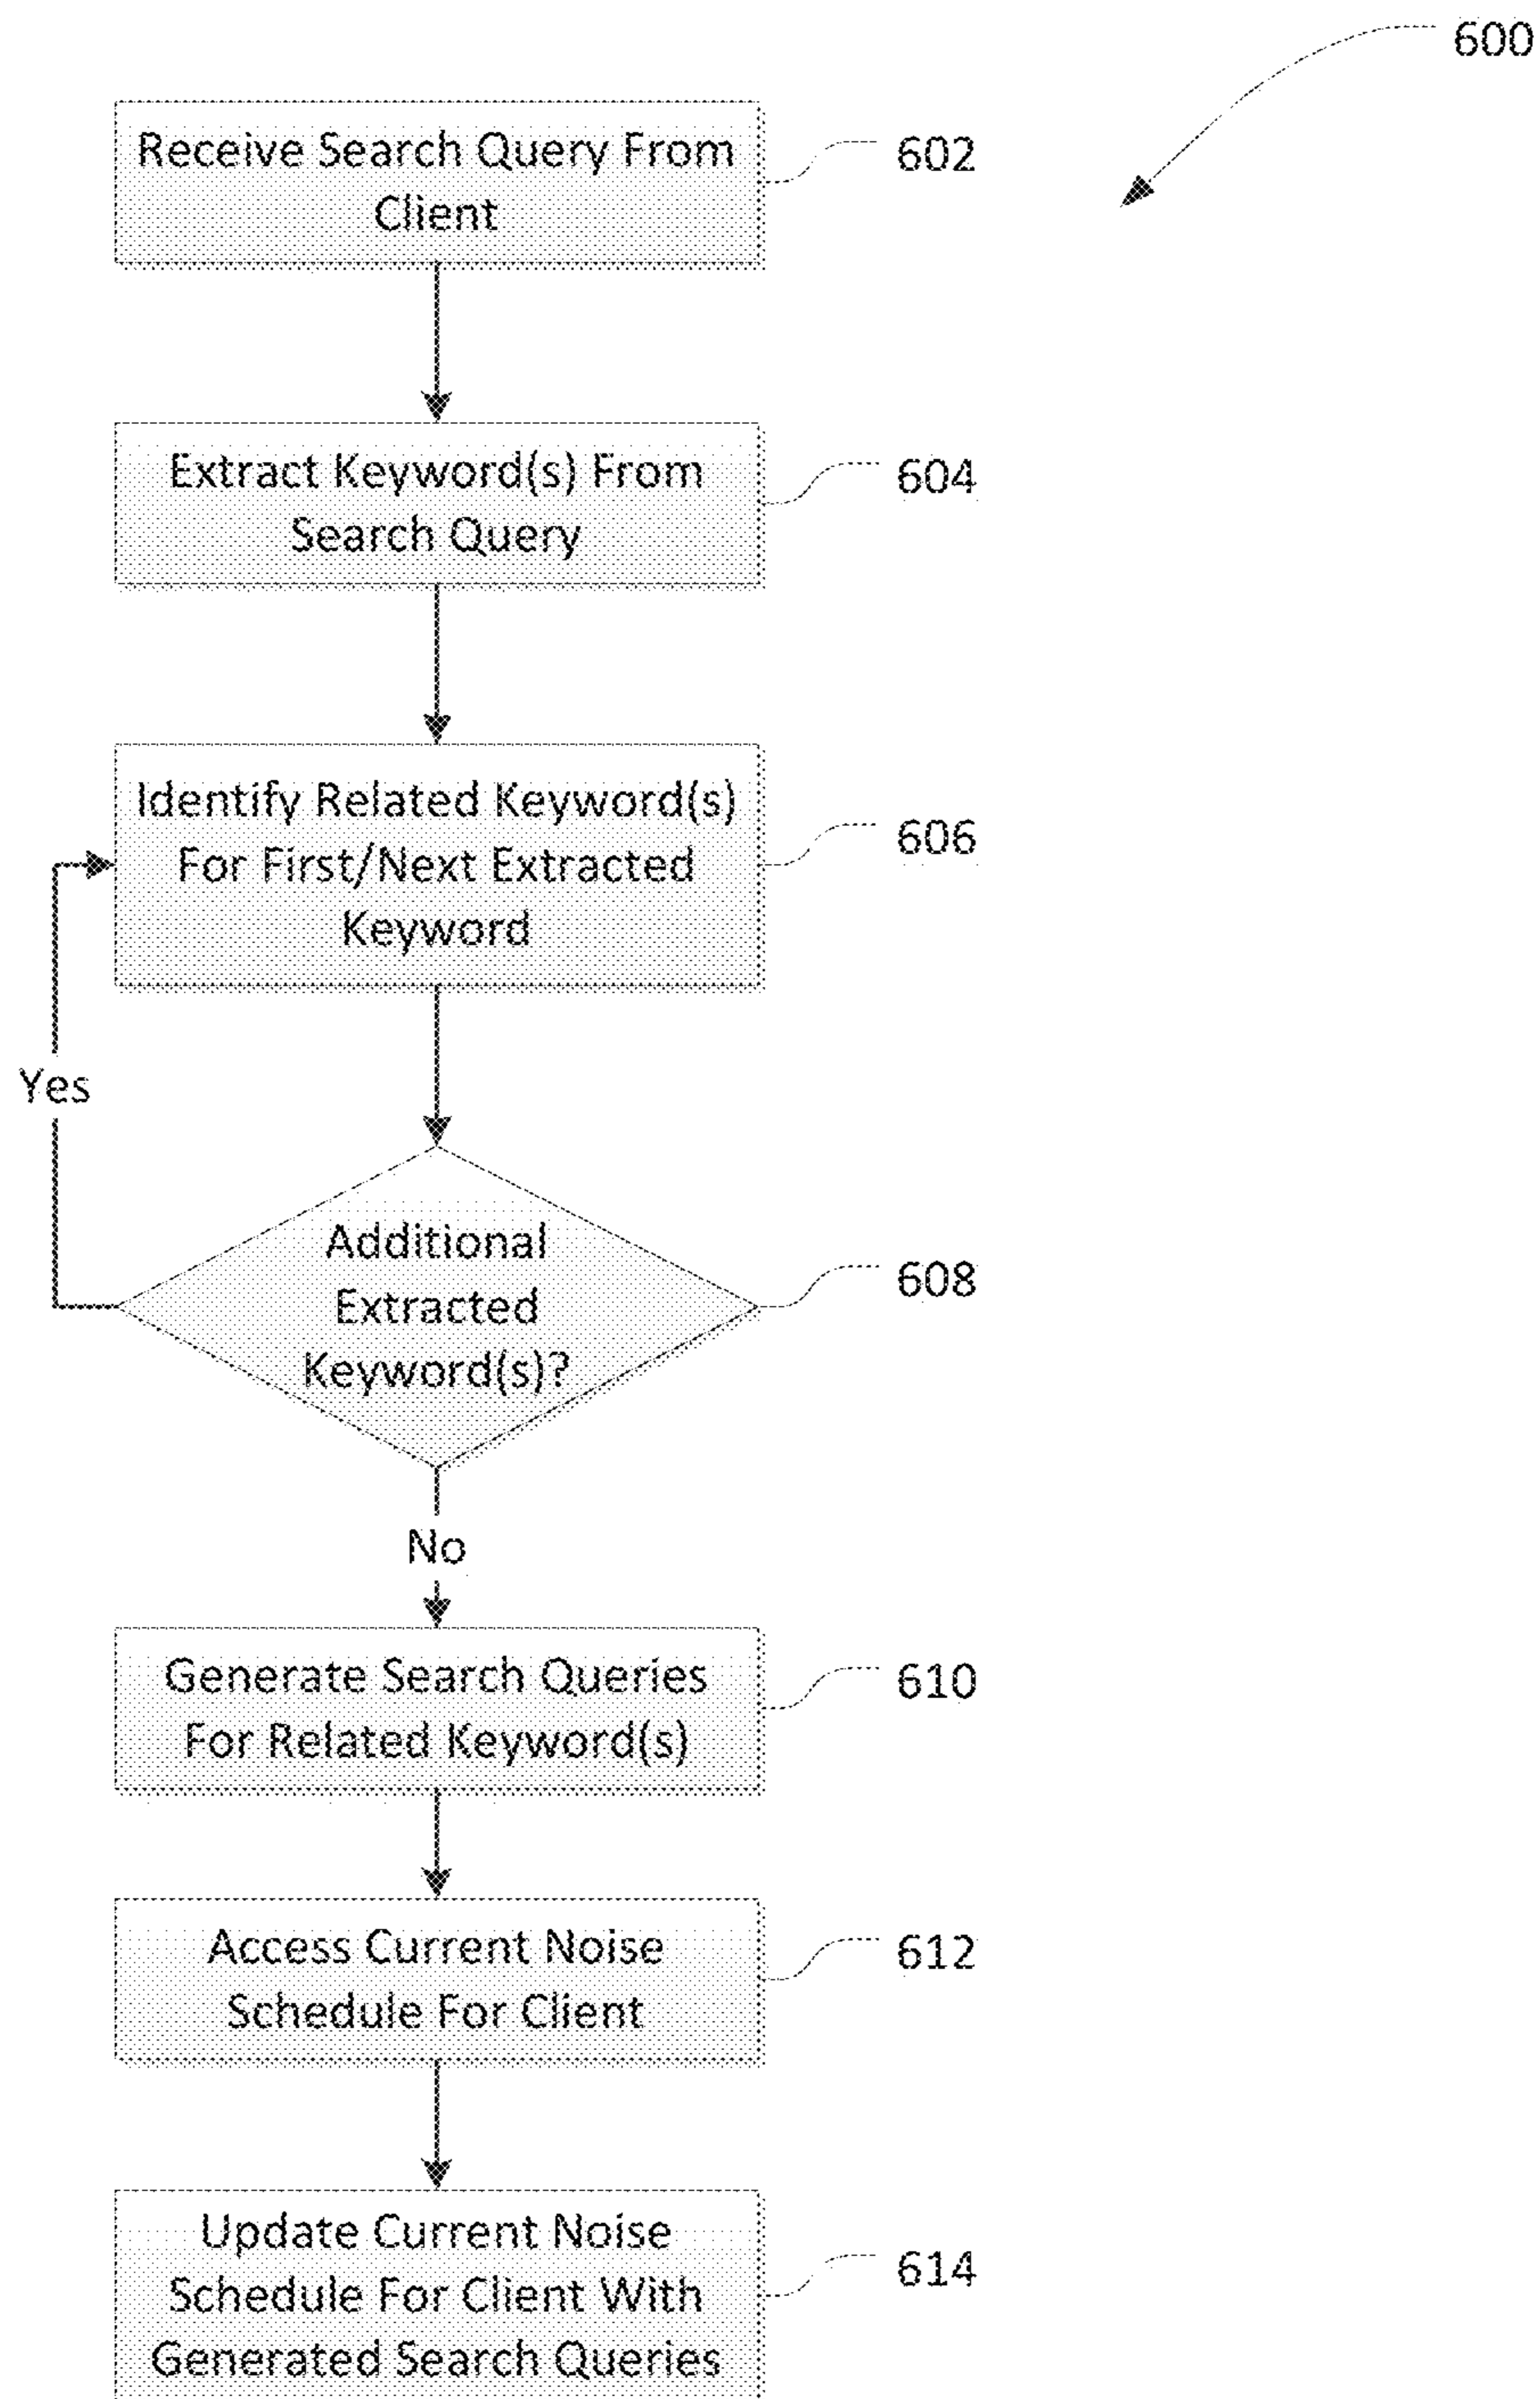 600
Receive Search Query From
Client
602
Extract Keyword(s) From
Search Query
604
Identify Related Keyword(s)
For First/Next Extracted
Keyword
606
Yes
Additional
Extracted
Keyword(s)?
608
No
Generate Search Queries
For Related Keyword(s)
610
Access Current Noise
Schedule For Client
612
Update Current Noise
Schedule For Client With
Generated Search Queries
614